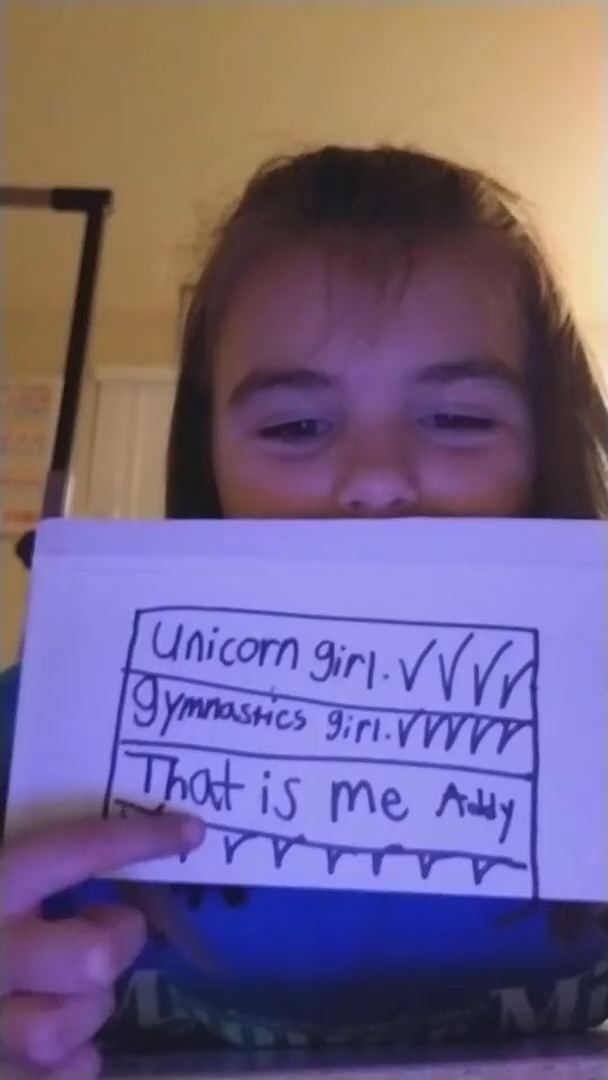 Unicorn girl. ✓✓✓✓
gymnastics girl. ✓✓✓✓✓
That is me Addy